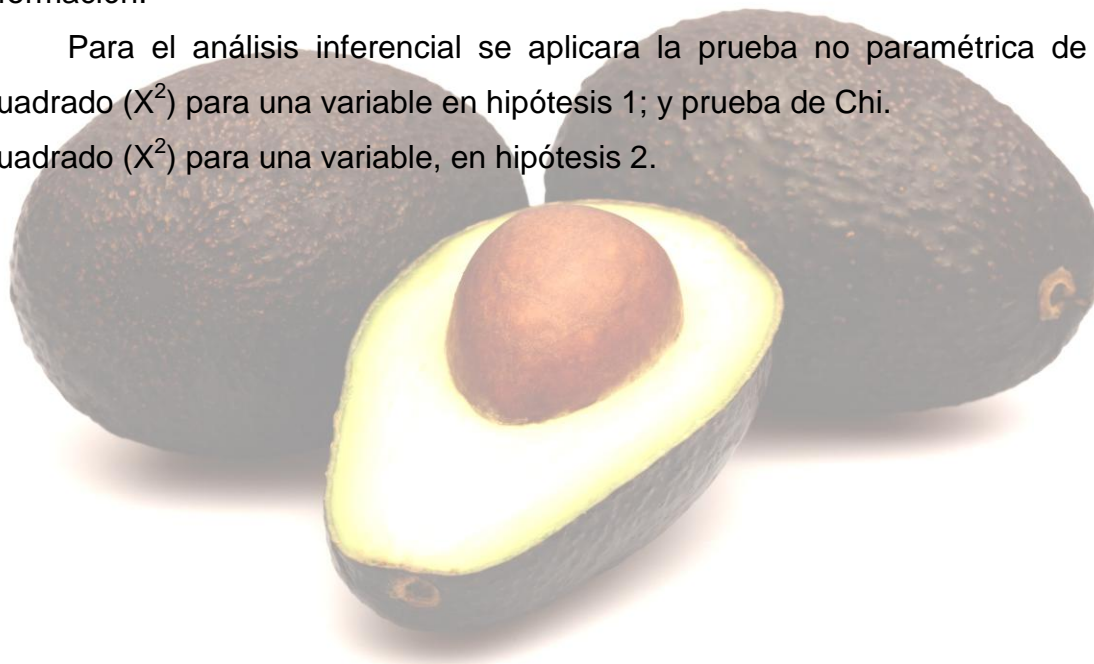 formación.
Para el análisis inferencial se aplicara la prueba no paramétrica de
uadrado (X²) para una variable en hipótesis 1; y prueba de Chi.
uadrado (X²) para una variable, en hipótesis 2.